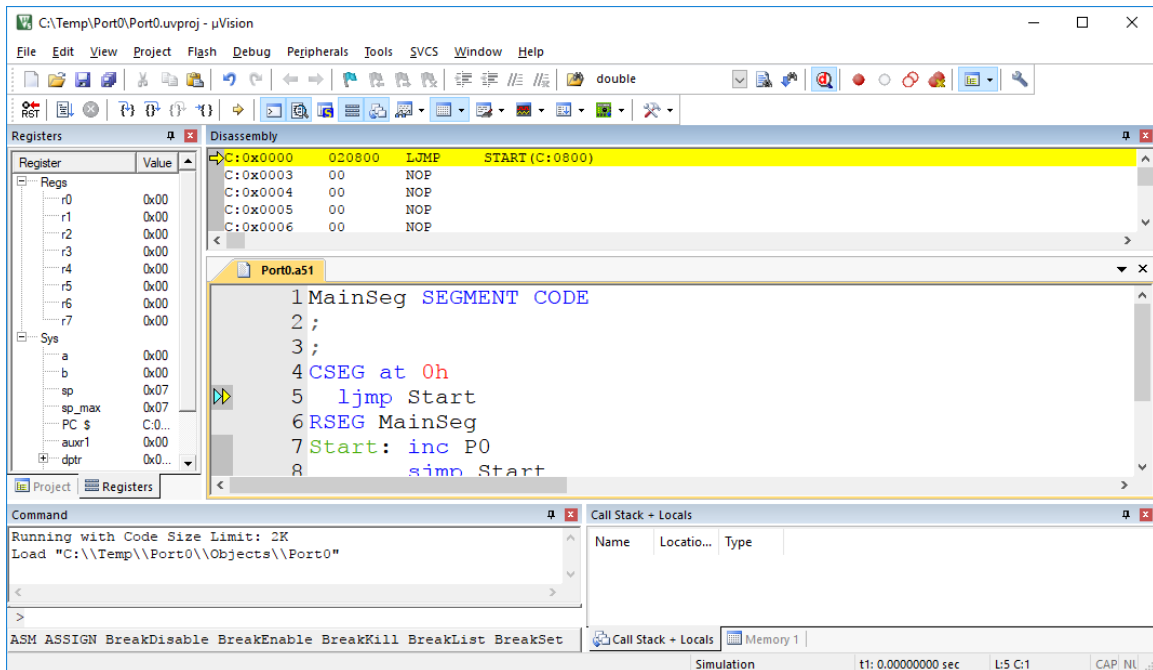 C:\Temp\Port0\Port0.uvproj - µVision
File Edit View Project Flash Debug Peripherals Tools SVCS Window Help
double
RST
Registers
Register Value
Regs
r0 0x00
r1 0x00
r2 0x00
r3 0x00
r4 0x00
r5 0x00
r6 0x00
r7 0x00
Sys
a 0x00
b 0x00
sp 0x07
sp_max 0x07
PC $ C:0...
auxr1 0x00
dptr 0x0...
Project Registers
Disassembly
C:0x0000 020800 LJMP START(C:0800)
C:0x0003 00 NOP
C:0x0004 00 NOP
C:0x0005 00 NOP
C:0x0006 00 NOP
Port0.a51
1 MainSeg SEGMENT CODE
2 ;
3 ;
4 CSEG at 0h
5 ljmp Start
6 RSEG MainSeg
7 Start: inc P0
8 sjmp Start
Command
Running with Code Size Limit: 2K
Load "C:\\Temp\\Port0\\Objects\\Port0"
>
ASM ASSIGN BreakDisable BreakEnable BreakKill BreakList BreakSet
Call Stack + Locals
Name Locatio... Type
Call Stack + Locals Memory 1
Simulation t1: 0.00000000 sec L:5 C:1 CAP